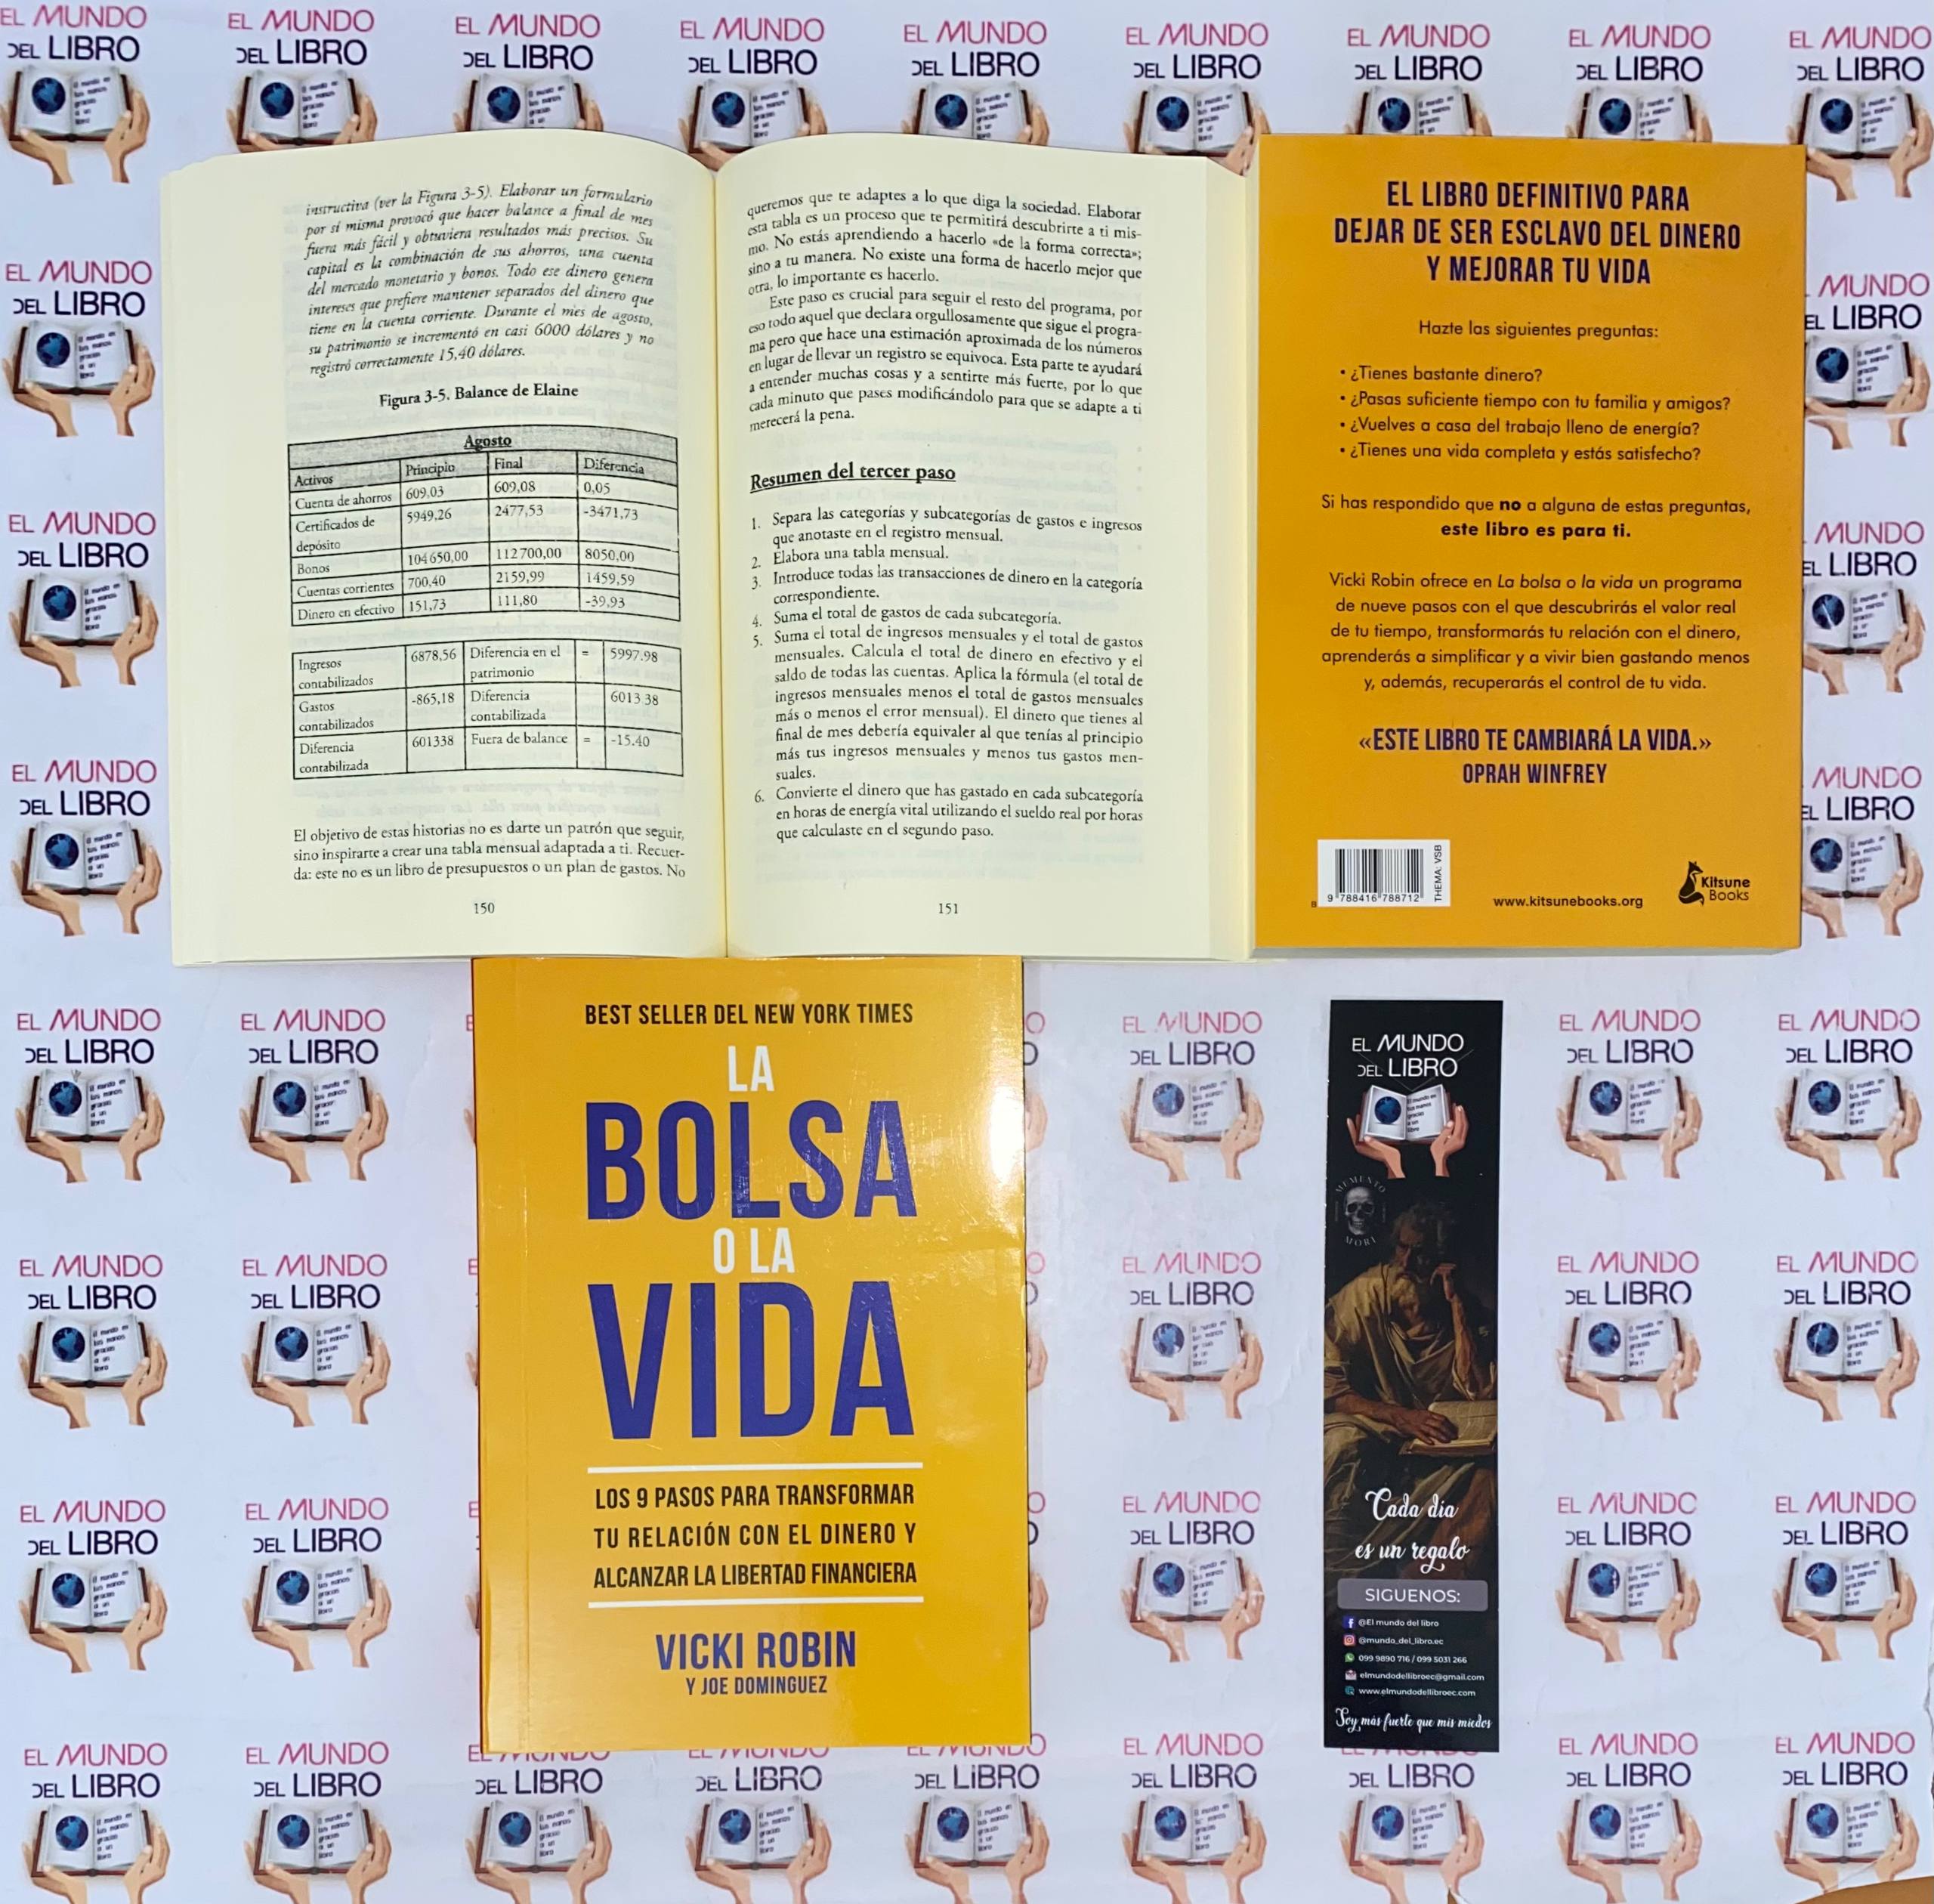 instructiva (ver la Figura 3-5). Elaborar un formulario
por sí misma provocó que hacer balance a final de mes
fuera más fácil y obtuviera resultados más precisos. Su
capital es la combinación de sus ahorros, una cuenta
del mercado monetario y bonos. Todo ese dinero genera
intereses que prefiere mantener separados del dinero que
tiene en la cuenta corriente. Durante el mes de agosto,
su patrimonio se incrementó en casi 6000 dólares y no
registró correctamente 15,40 dólares.
Figura 3-5. Balance de Elaine
Agosto
Activos Principio Final Diferencia
Cuenta de ahorros 609,03 609,08 0,05
Certificados de depósito 5949,26 2477,53 -3471,73
Bonos 104650,00 112700,00 8050,00
Cuentas corrientes 700,40 2159,99 1459,59
Dinero en efectivo 151,73 111,80 -39,93
Ingresos contabilizados 6878,56 Diferencia en el patrimonio = 5997.98
Gastos contabilizados -865,18 Diferencia contabilizada 6013 38
Diferencia contabilizada 601338 Fuera de balance = -15.40
El objetivo de estas historias no es darte un patrón que seguir,
sino inspirarte a crear una tabla mensual adaptada a ti. Recuer-
da: este no es un libro de presupuestos o un plan de gastos. No
150
queremos que te adaptes a lo que diga la sociedad. Elaborar
esta tabla es un proceso que te permitirá descubrirte a ti mis-
mo. No estás aprendiendo a hacerlo «de la forma correcta»;
sino a tu manera. No existe una forma de hacerlo mejor que
otra, lo importante es hacerlo.
Este paso es crucial para seguir el resto del programa, por
eso todo aquel que declara orgullosamente que sigue el progra-
ma pero que hace una estimación aproximada de los números
en lugar de llevar un registro se equivoca. Esta parte te ayudará
a entender muchas cosas y a sentirte más fuerte, por lo que
cada minuto que pases modificándolo para que se adapte a ti
merecerá la pena.
Resumen del tercer paso
1. Separa las categorías y subcategorías de gastos e ingresos
que anotaste en el registro mensual.
2. Elabora una tabla mensual.
3. Introduce todas las transacciones de dinero en la categoría
correspondiente.
4. Suma el total de gastos de cada subcategoría.
5. Suma el total de ingresos mensuales y el total de gastos
mensuales. Calcula el total de dinero en efectivo y el
saldo de todas las cuentas. Aplica la fórmula (el total de
ingresos mensuales menos el total de gastos mensuales
más o menos el error mensual). El dinero que tienes al
final de mes debería equivaler al que tenías al principio
más tus ingresos mensuales y menos tus gastos men-
suales.
6. Convierte el dinero que has gastado en cada subcategoría
en horas de energía vital utilizando el sueldo real por horas
que calculaste en el segundo paso.
151
EL LIBRO DEFINITIVO PARA
DEJAR DE SER ESCLAVO DEL DINERO
Y MEJORAR TU VIDA
Hazte las siguientes preguntas:
• ¿Tienes bastante dinero?
• ¿Pasas suficiente tiempo con tu familia y amigos?
• ¿Vuelves a casa del trabajo lleno de energía?
• ¿Tienes una vida completa y estás satisfecho?
Si has respondido que no a alguna de estas preguntas,
este libro es para ti.
Vicki Robin ofrece en La bolsa o la vida un programa
de nueve pasos con el que descubrirás el valor real
de tu tiempo, transformarás tu relación con el dinero,
aprenderás a simplificar y a vivir bien gastando menos
y, además, recuperarás el control de tu vida.
«ESTE LIBRO TE CAMBIARÁ LA VIDA.»
OPRAH WINFREY
9 788416 788712
THEMA: VSB
www.kitsunebooks.org
Kitsune
Books
BEST SELLER DEL NEW YORK TIMES
LA
BOLSA
O LA
VIDA
LOS 9 PASOS PARA TRANSFORMAR
TU RELACIÓN CON EL DINERO Y
ALCANZAR LA LIBERTAD FINANCIERA
VICKI ROBIN
Y JOE DOMINGUEZ
EL MUNDO
DEL LIBRO
El mundo en
tus manos
gracias
a un
libro
MEMENTO
MORI
Cada día
es un regalo
SIGUENOS:
@El mundo del libro
@mundo_del_libro.ec
099 9890 716 / 099 5031 266
elmundodellibroec@gmail.com
www.elmundodellibroec.com
Soy más fuerte que mis miedos
EL MUNDO
DEL LIBRO